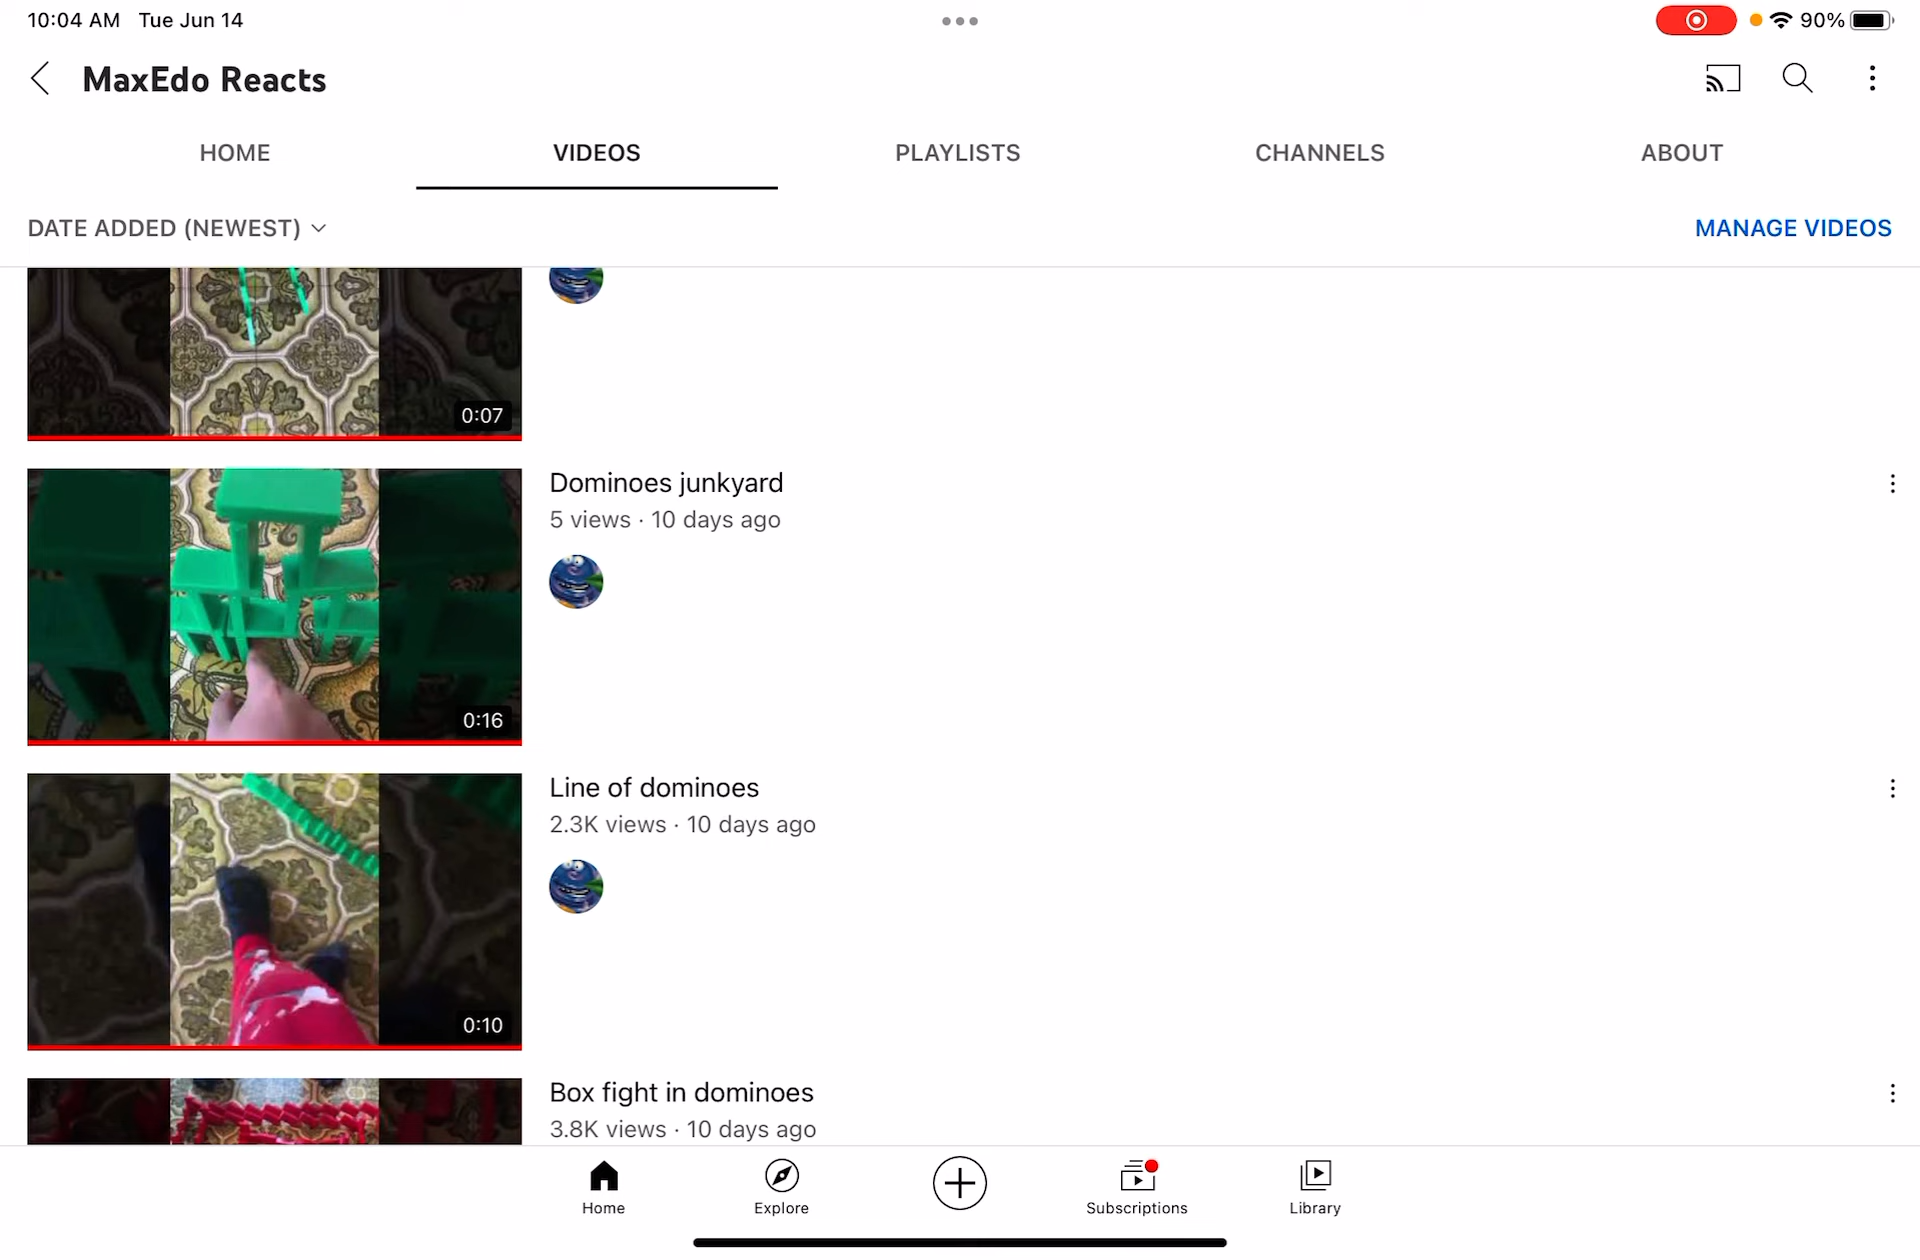 10:04 AM Tue Jun 14
90%
MaxEdo Reacts
HOME
VIDEOS
PLAYLISTS
CHANNELS
ABOUT
DATE ADDED (NEWEST)
MANAGE VIDEOS
0:07
Dominoes junkyard
5 views · 10 days ago
0:16
Line of dominoes
2.3K views · 10 days ago
0:10
Box fight in dominoes
3.8K views · 10 days ago
Home
Explore
Subscriptions
Library